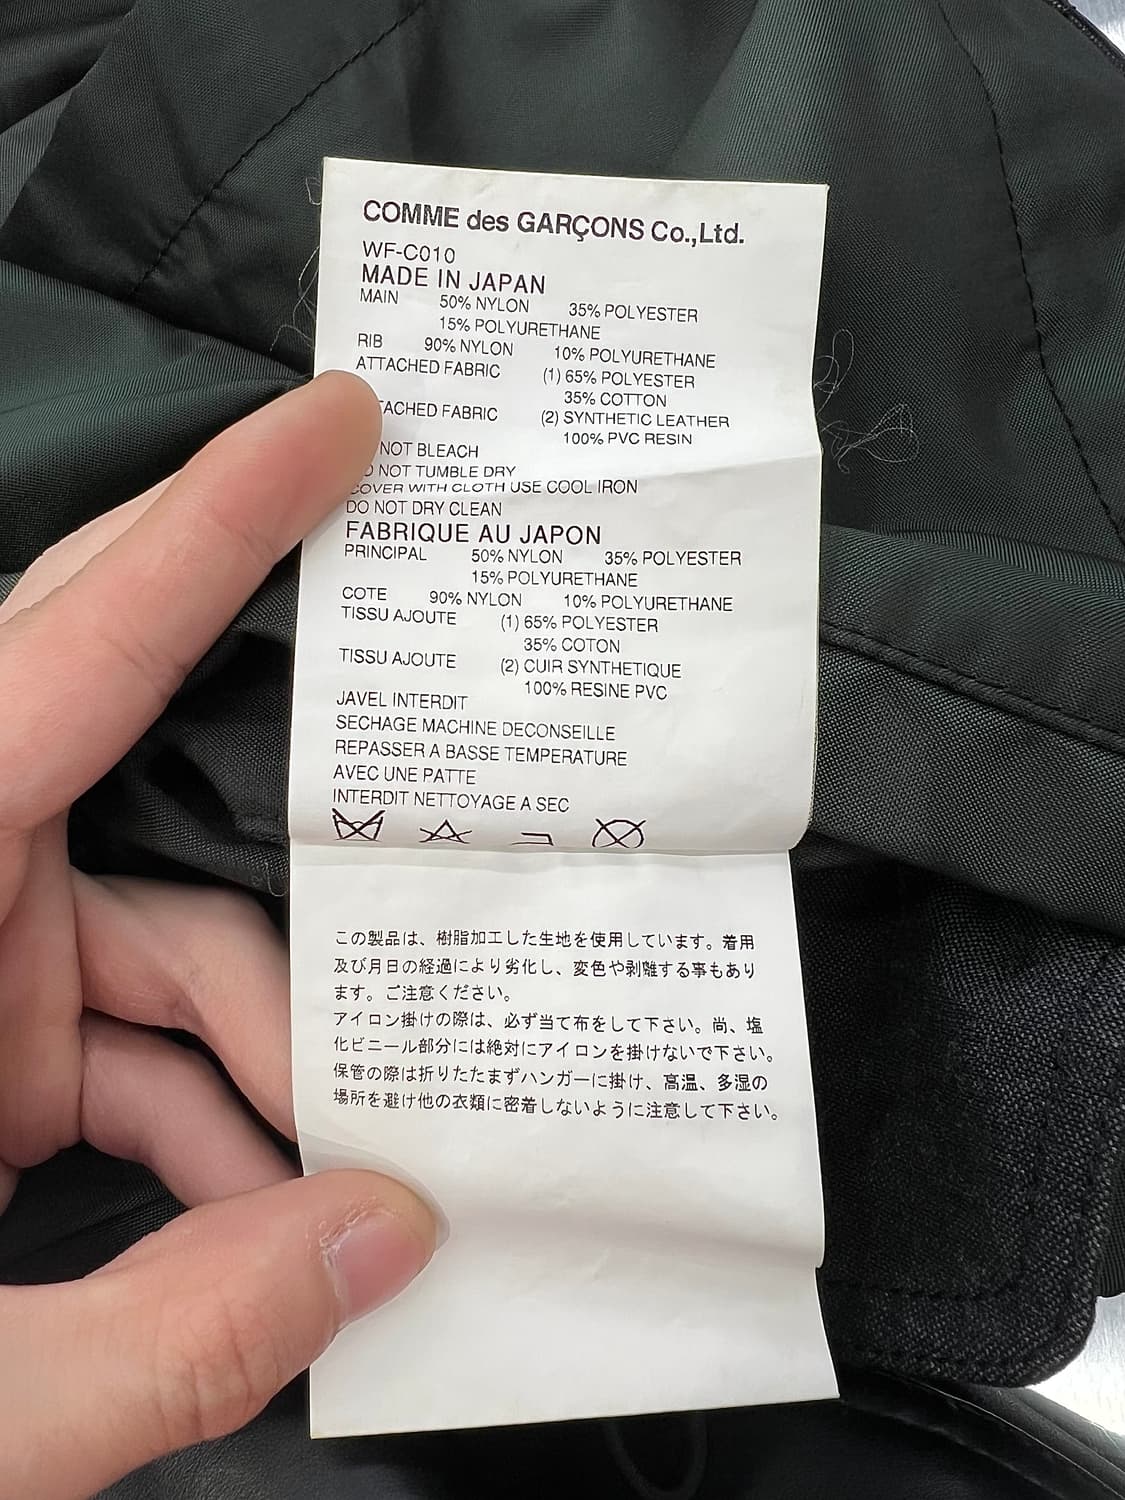 COMME des GARÇONS Co.,Ltd.
WF-C010
MADE IN JAPAN
MAIN 50% NYLON 35% POLYESTER
15% POLYURETHANE
RIB 90% NYLON 10% POLYURETHANE
ATTACHED FABRIC (1) 65% POLYESTER
35% COTTON
TACHED FABRIC (2) SYNTHETIC LEATHER
100% PVC RESIN
NOT BLEACH
O NOT TUMBLE DRY
COVER WITH CLOTH USE COOL IRON
DO NOT DRY CLEAN
FABRIQUE AU JAPON
PRINCIPAL 50% NYLON 35% POLYESTER
15% POLYURETHANE
COTE 90% NYLON 10% POLYURETHANE
TISSU AJOUTE (1) 65% POLYESTER
35% COTON
TISSU AJOUTE (2) CUIR SYNTHETIQUE
100% RESINE PVC
JAVEL INTERDIT
SECHAGE MACHINE DECONSEILLE
REPASSER A BASSE TEMPERATURE
AVEC UNE PATTE
INTERDIT NETTOYAGE A SEC
この製品は、樹脂加工した生地を使用しています。着用
及び月日の経過により劣化し、変色や剥離する事もあり
ます。ご注意ください。
アイロン掛けの際は、必ず当て布をして下さい。尚、塩
化ビニール部分には絶対にアイロンを掛けないで下さい。
保管の際は折りたたまずハンガーに掛け、高温、多湿の
場所を避け他の衣類に密着しないように注意して下さい。